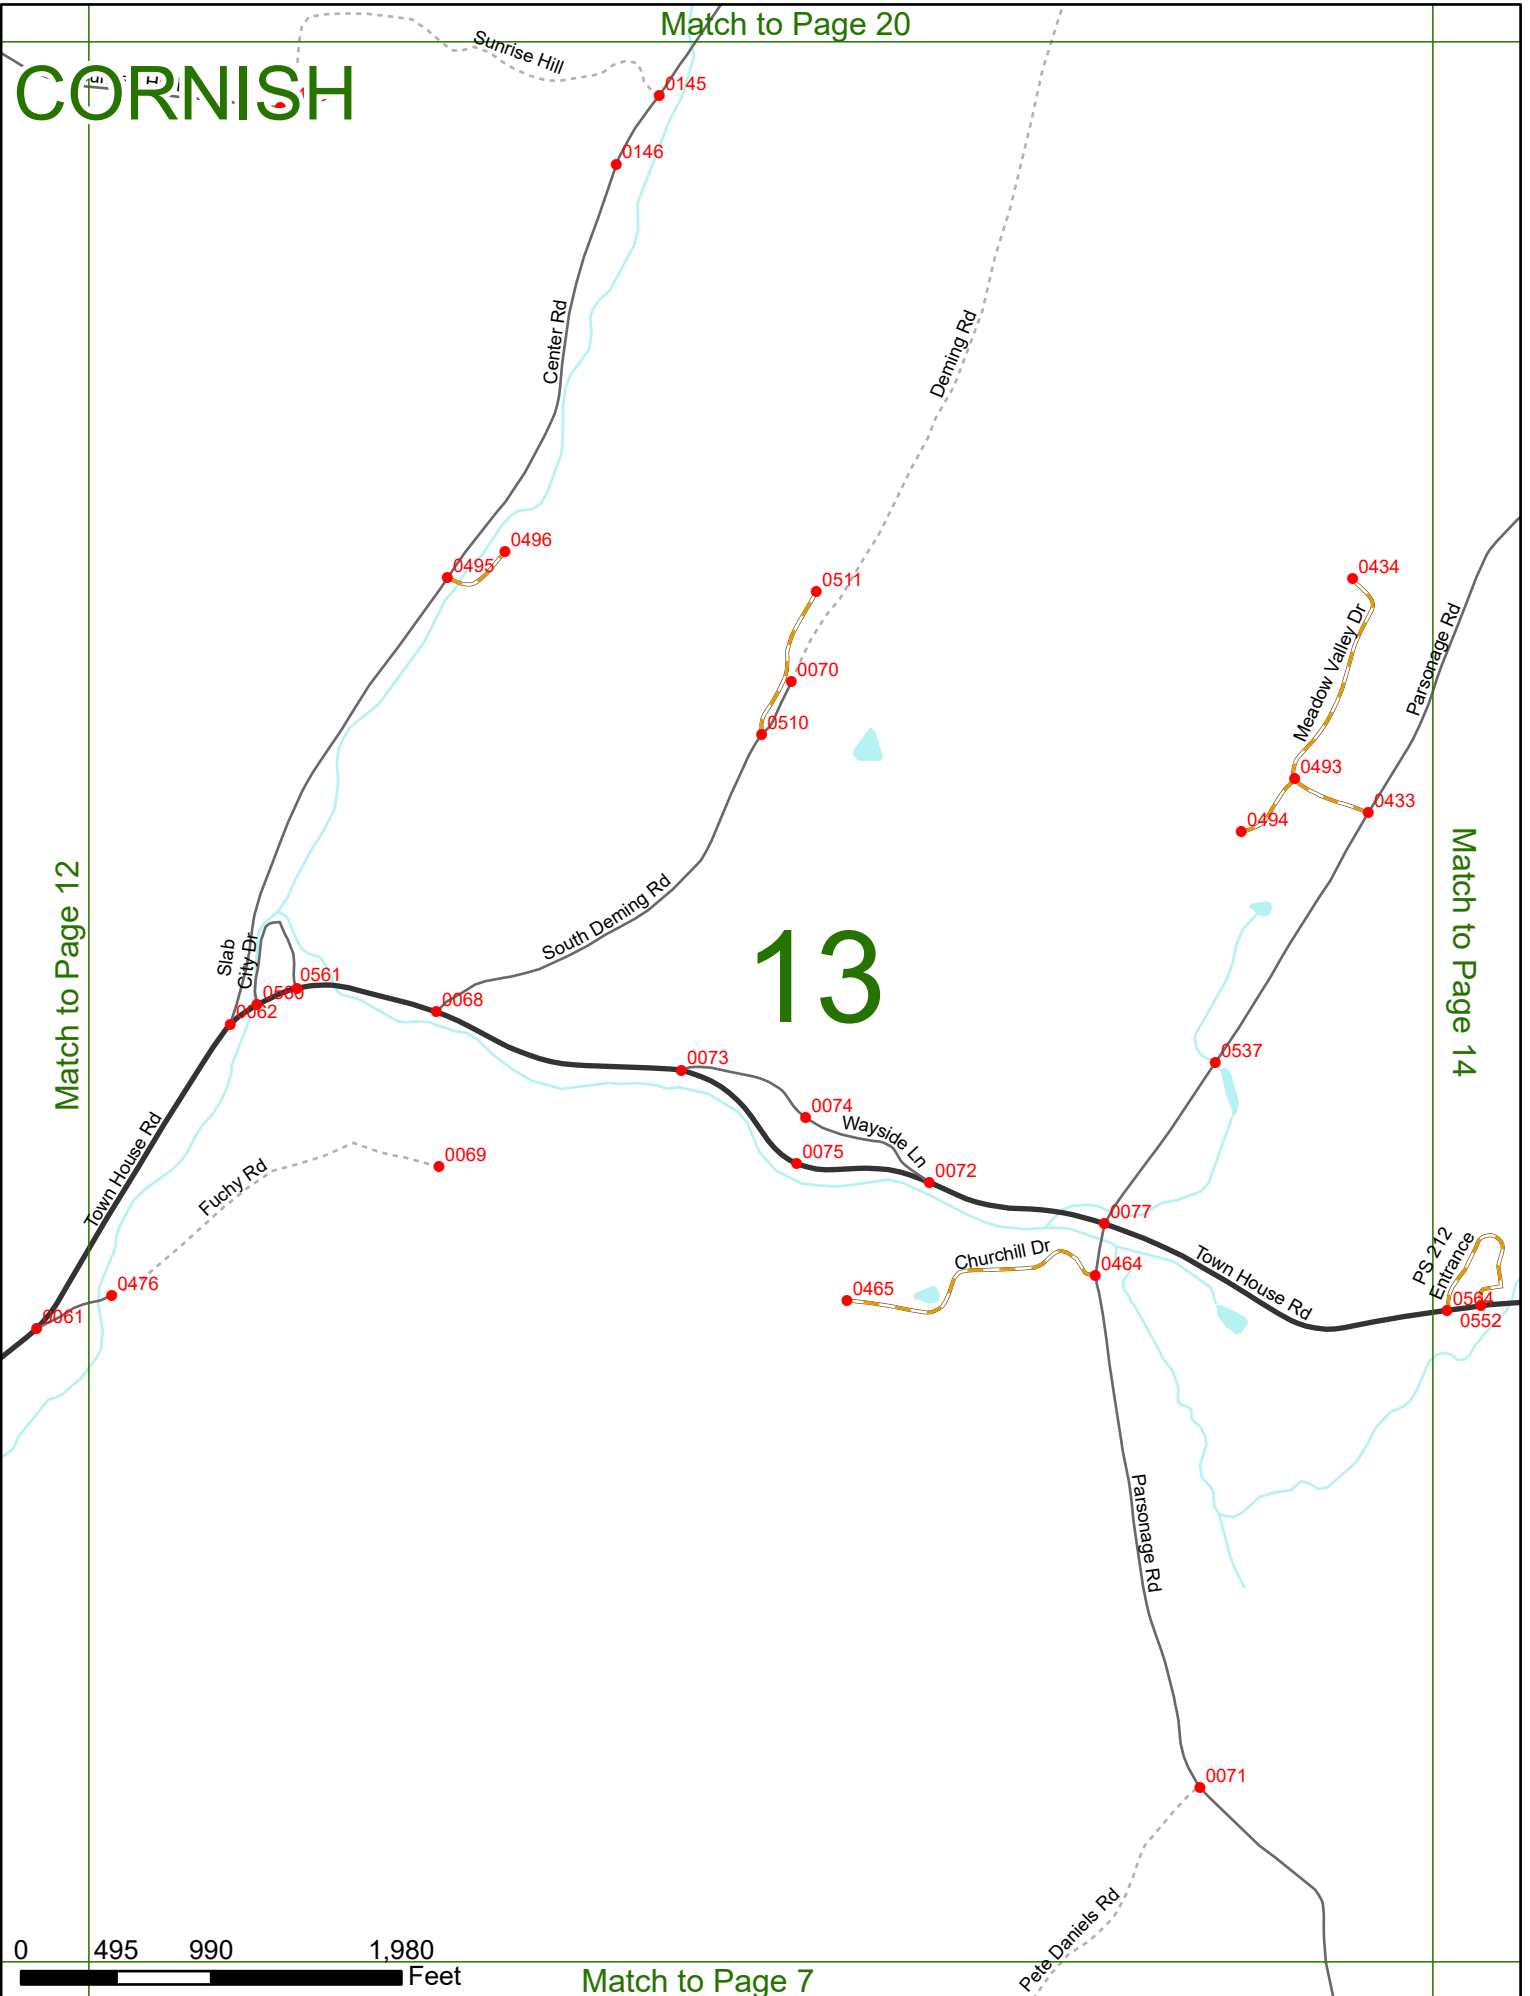 Match to Page 20
CORNISH
Sunrise Hill
0145
0146
Center Rd
Deming Rd
0496
0495
0511
0434
0070
Meadow Valley Dr
Parsonage Rd
0510
0493
0433
0494
Match to Page 12
Match to Page 14
South Deming Rd
13
Slab
City Dr
0561
0560
0062
0068
0073
0537
0074
Wayside Ln
0075
0072
Town House Rd
0069
Fuchy Rd
0077
Churchill Dr
0464
Town House Rd
PS 212
Entrance
0476
0465
0564
0552
0061
Parsonage Rd
0071
Pete Daniels Rd
0 495 990 1,980
Feet
Match to Page 7